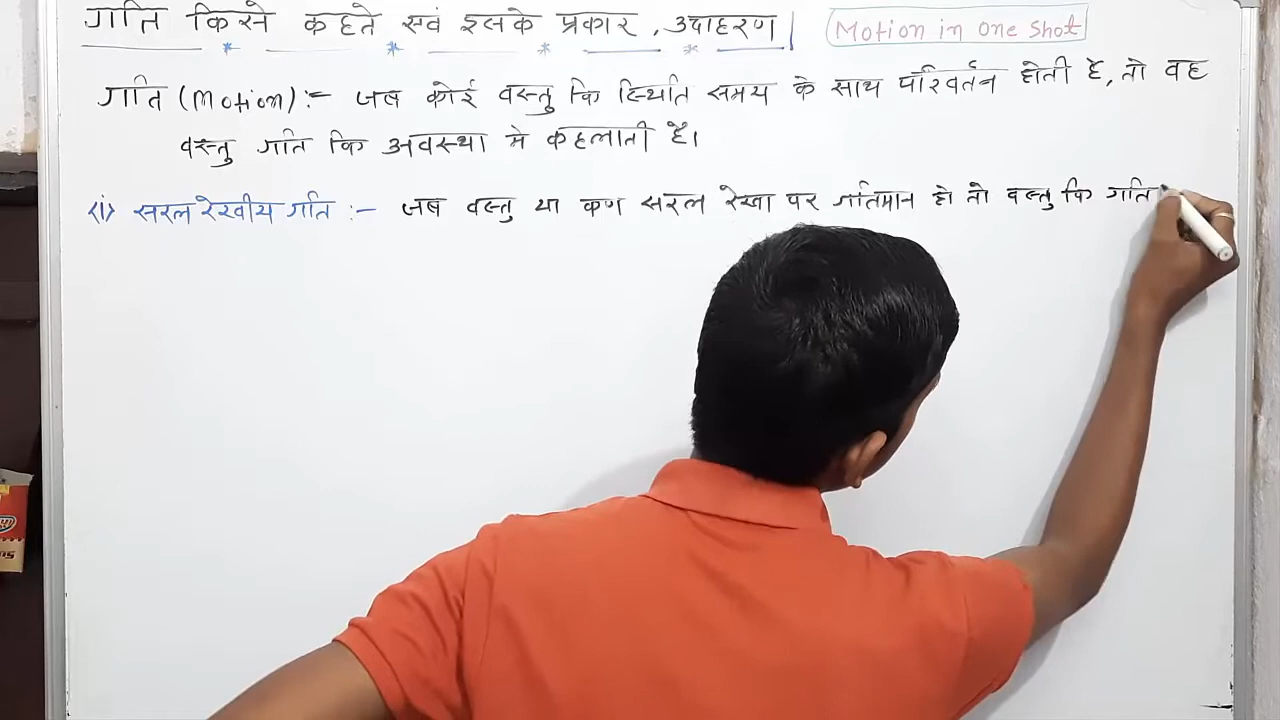 गति किसे कहते एवं इसके प्रकार, उदाहरण |
Motion in One Shot
गति (Motion) :- जब कोई वस्तु कि स्थिति समय के साथ परिवर्तन होती है, तो वह
वस्तु गति कि अवस्था मे कहलाती है।
(i) सरल रेखीय गति :- जब वस्तु या कण सरल रेखा पर गतिमान हो तो वस्तु कि गति